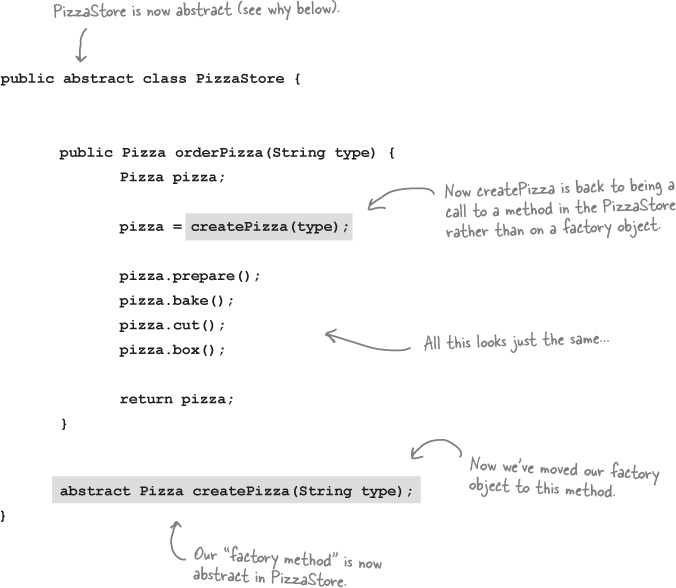 PizzaStore is now abstract (see why below).
public abstract class PizzaStore {
public Pizza orderPizza(String type) {
Pizza pizza;
Now createPizza is back to being a
call to a method in the PizzaStore
rather than on a factory object.
pizza = createPizza(type);
pizza.prepare();
pizza.bake();
pizza.cut();
pizza.box();
All this looks just the same...
return pizza;
}
Now we've moved our factory
object to this method.
abstract Pizza createPizza(String type);
}
Our "factory method" is now
abstract in PizzaStore.